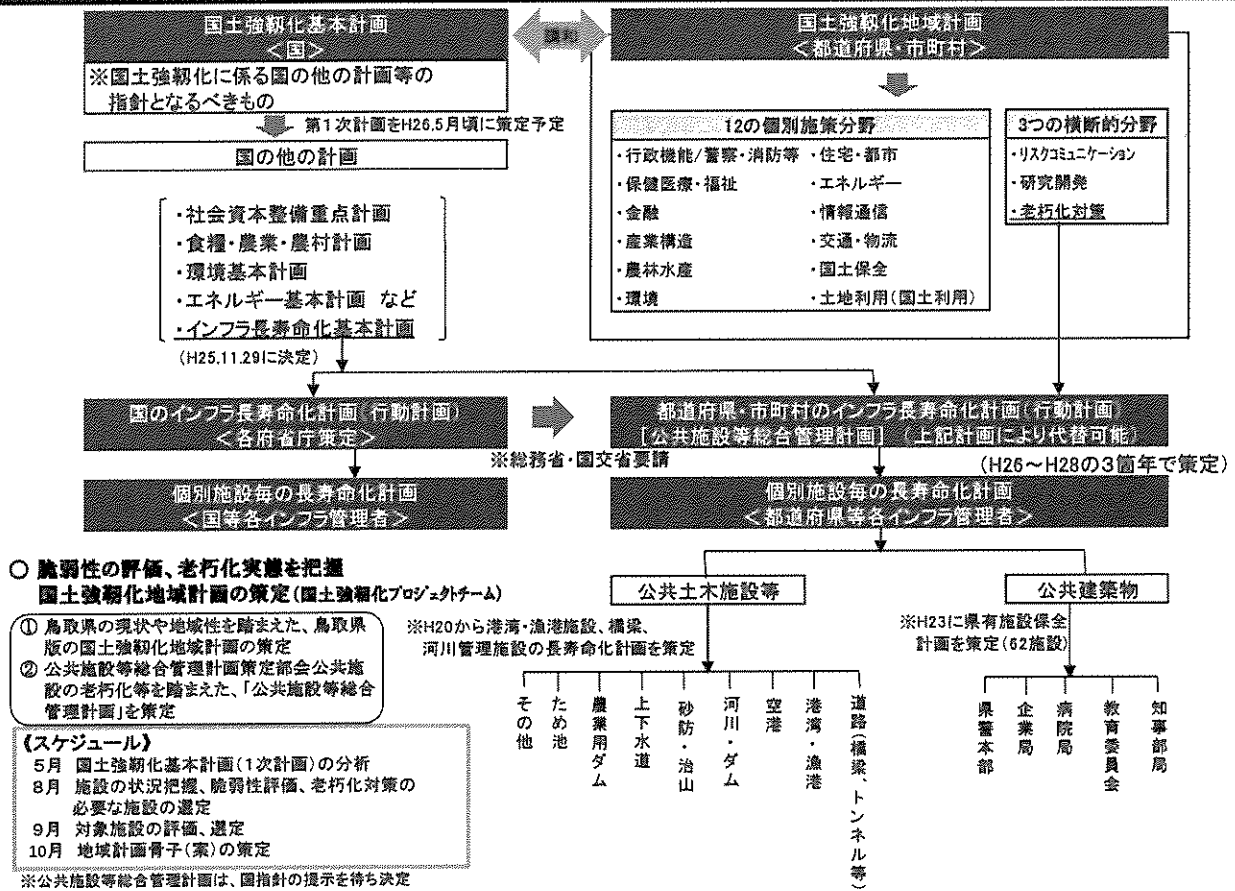 国土強靱化基本計画
＜国＞
調和
国土強靱化地域計画
＜都道府県・市町村＞
※国土強靱化に係る国の他の計画等の
指針となるべきもの
第1次計画をH26.5月頃に策定予定
国の他の計画
・社会資本整備重点計画
・食糧・農業・農村計画
・環境基本計画
・エネルギー基本計画 など
・インフラ長寿命化基本計画
(H25.11.29に決定)
12の個別施策分野
・行政機能/警察・消防等 ・住宅・都市
・保健医療・福祉 ・エネルギー
・金融 ・情報通信
・産業構造 ・交通・物流
・農林水産 ・国土保全
・環境 ・土地利用(国土利用)
3つの横断的分野
・リスクコミュニケーション
・研究開発
・老朽化対策
国のインフラ長寿命化計画(行動計画)
＜各府省庁策定＞
※総務省・国交省要請
都道府県・市町村のインフラ長寿命化計画(行動計画)
[公共施設等総合管理計画] (上記計画により代替可能)
(H26～H28の3箇年で策定)
個別施設毎の長寿命化計画
＜国等各インフラ管理者＞
個別施設毎の長寿命化計画
＜都道府県等各インフラ管理者＞
○ 脆弱性の評価、老朽化実態を把握
国土強靱化地域計画の策定(国土強靱化プロジェクトチーム)
① 鳥取県の現状や地域性を踏まえた、鳥取県
版の国土強靱化地域計画の策定
② 公共施設等総合管理計画策定部会公共施
設の老朽化等を踏まえた、「公共施設等総合
管理計画」を策定
《スケジュール》
5月 国土強靱化基本計画(1次計画)の分析
8月 施設の状況把握、脆弱性評価、老朽化対策の
必要な施設の選定
9月 対象施設の評価、選定
10月 地域計画骨子(案)の策定
※公共施設等総合管理計画は、国指針の提示を待ち決定
公共土木施設等
※H20から港湾・漁港施設、橋梁、
河川管理施設の長寿命化計画を策定
その他
ため池
農業用ダム
上下水道
砂防・治山
河川・ダム
空港
港湾・漁港
道路(橋梁、トンネル等)
公共建築物
※H23に県有施設保全
計画を策定(62施設)
県警本部
企業局
病院局
教育委員会
知事部局